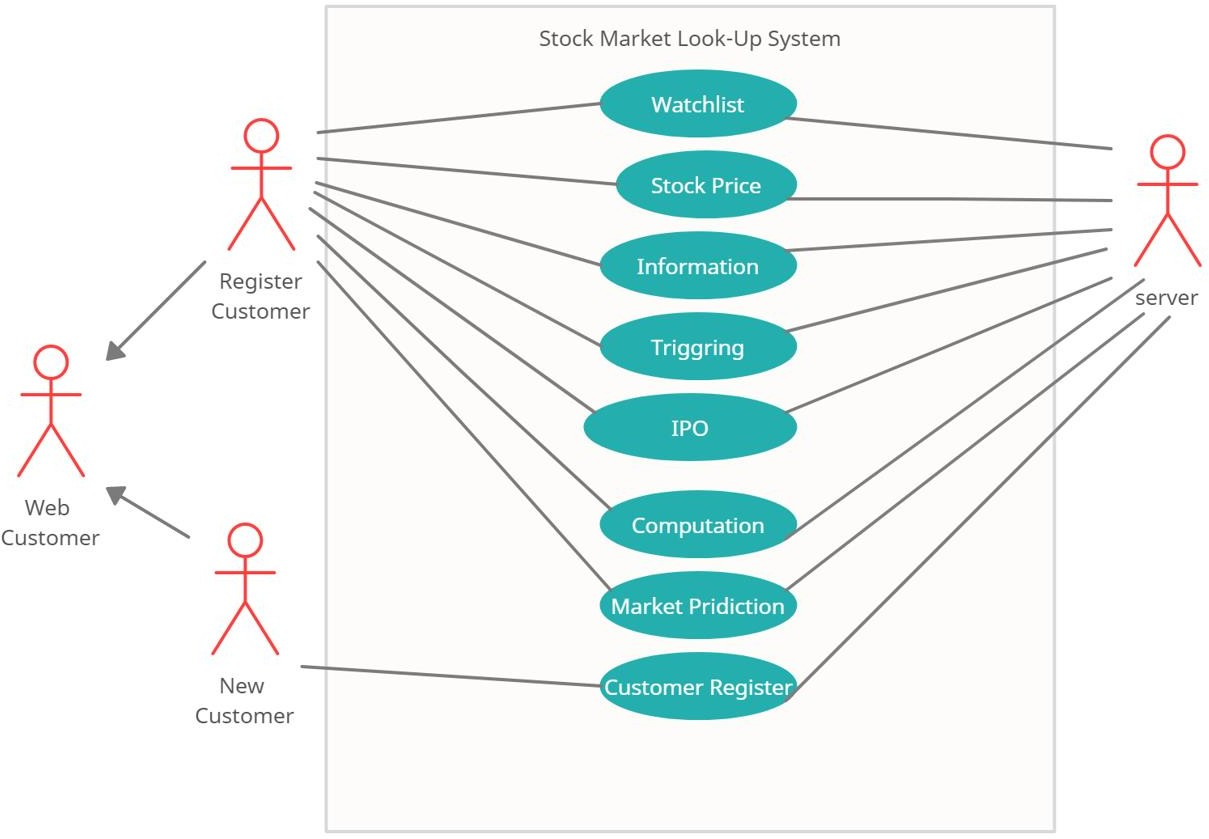 Stock Market Look-Up System
Watchlist
Stock Price
Information
Triggring
IPO
Computation
Market Pridiction
Customer Register
Register
Customer
Web
Customer
New
Customer
server